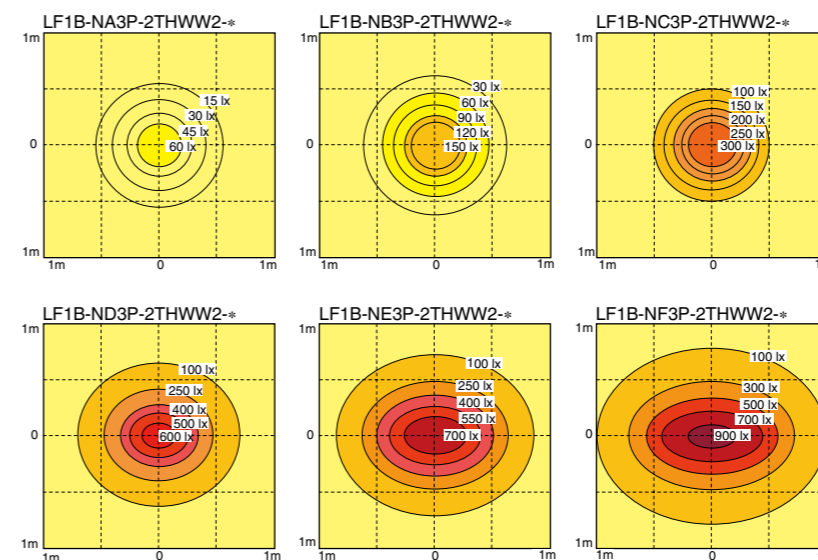 LF1B-NA3P-2THWW2-*
1m
15 lx
30 lx
45 lx
60 lx
0
1m
1m 0 1m
LF1B-NB3P-2THWW2-*
1m
30 lx
60 lx
90 lx
120 lx
150 lx
0
1m
1m 0 1m
LF1B-NC3P-2THWW2-*
1m
100 lx
150 lx
200 lx
250 lx
300 lx
0
1m
1m 0 1
LF1B-ND3P-2THWW2-*
1m
100 lx
250 lx
400 lx
500 lx
600 lx
0
1m
1m 0 1m
LF1B-NE3P-2THWW2-*
1m
100 lx
250 lx
400 lx
550 lx
700 lx
0
1m
1m 0 1m
LF1B-NF3P-2THWW2-*
1m
100 lx
300 lx
500 lx
700 lx
900 lx
0
1m
1m 0